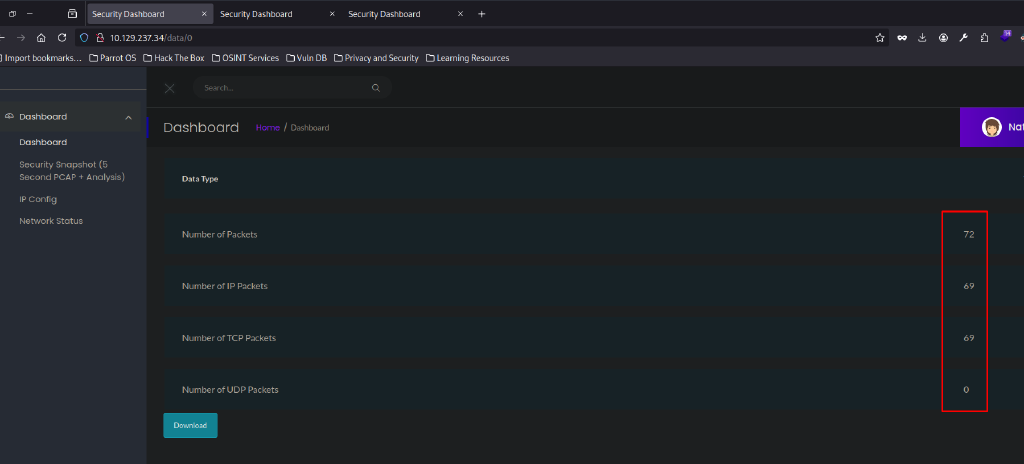 Security Dashboard Security Dashboard Security Dashboard
10.129.237.34/data/0
Import bookmarks... Parrot OS Hack The Box OSINT Services Vuln DB Privacy and Security Learning Resources
Search...
Dashboard
Dashboard
Security Snapshot (5
Second PCAP + Analysis)
IP Config
Network Status
Dashboard Home / Dashboard
Data Type
Number of Packets 72
Number of IP Packets 69
Number of TCP Packets 69
Number of UDP Packets 0
Download